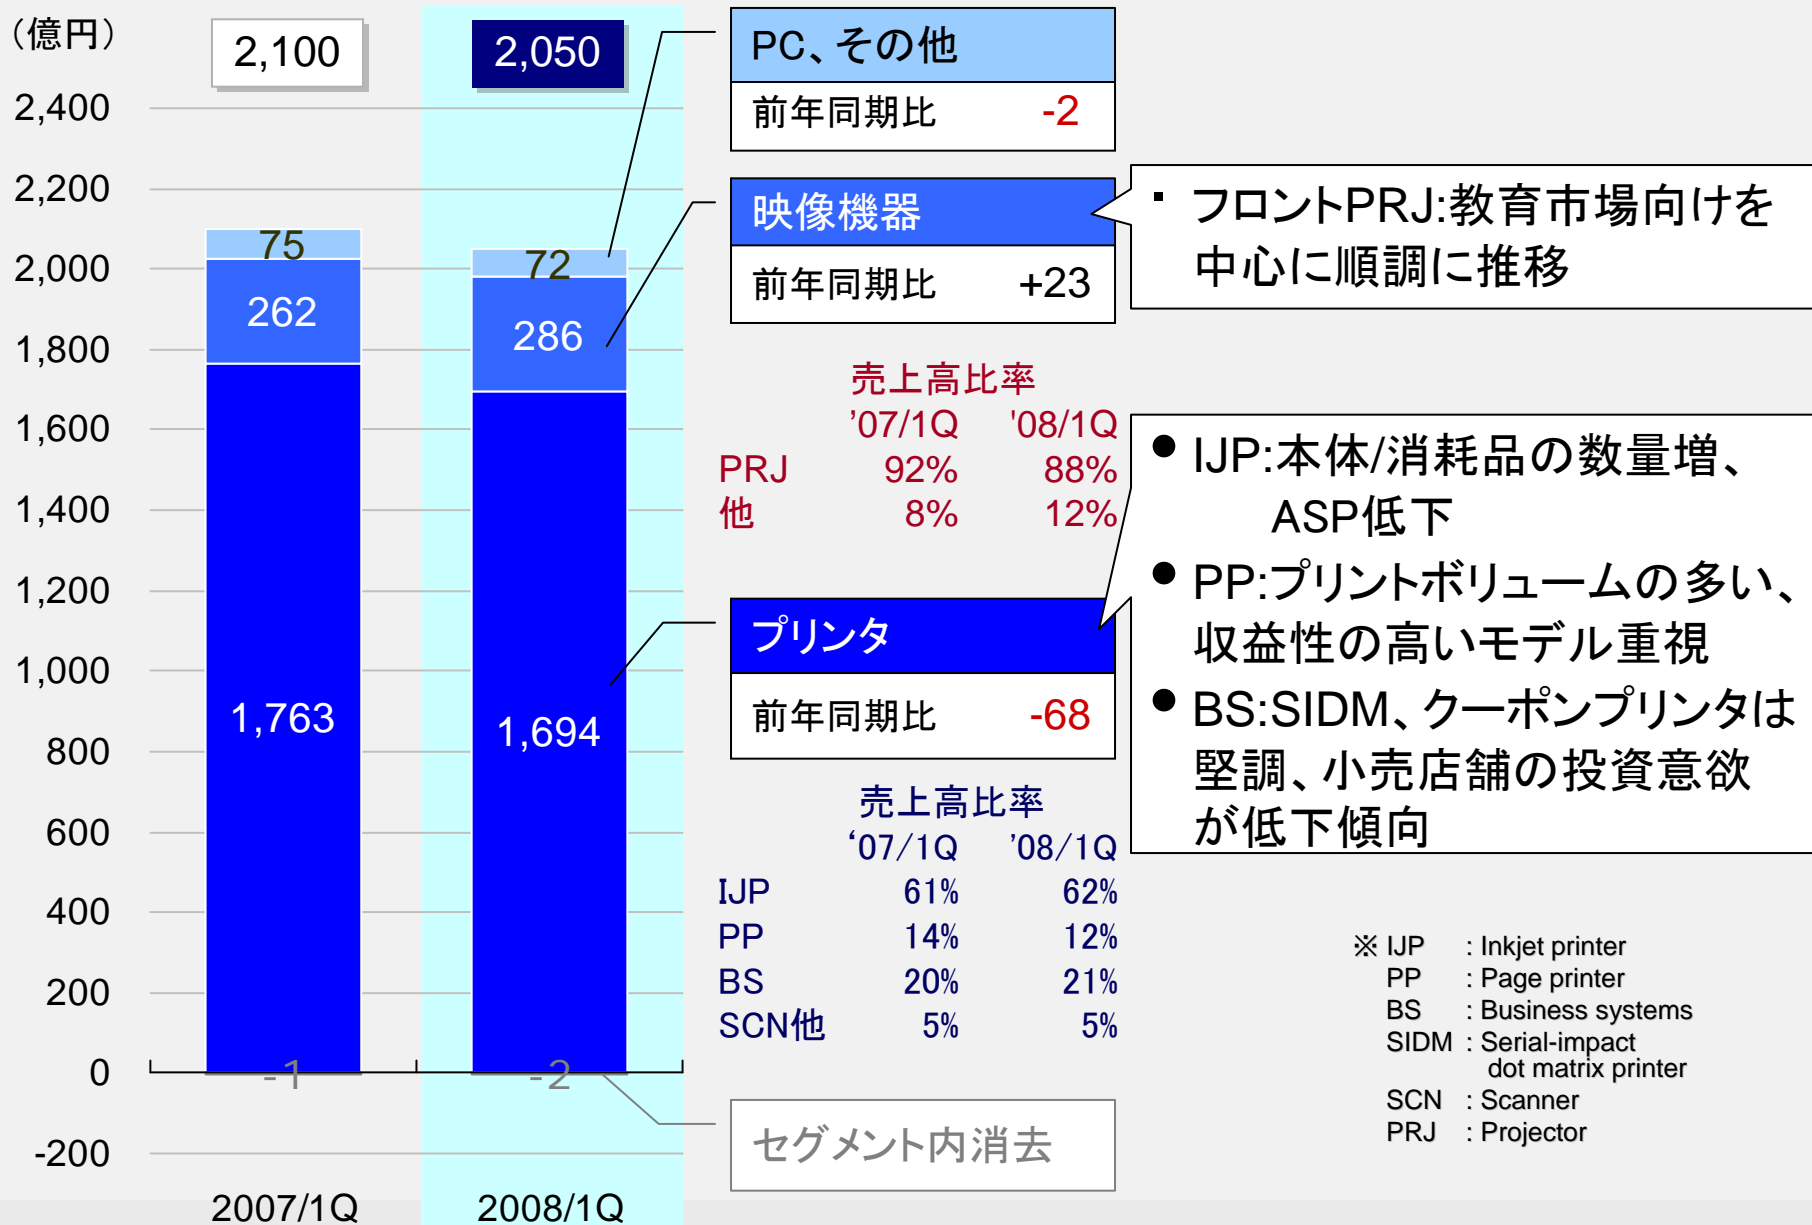 （億円）
2,100
2,050
2,400
2,200
2,000
1,800
1,600
1,400
1,200
1,000
800
600
400
200
0
-200
75
262
1,763
-1
72
286
1,694
-2
2007/1Q
2008/1Q
PC、その他
前年同期比 -2
映像機器
前年同期比 +23
▪ フロントPRJ:教育市場向けを
中心に順調に推移
売上高比率
’07/1Q '08/1Q
PRJ 92% 88%
他 8% 12%
プリンタ
前年同期比 -68
● IJP:本体/消耗品の数量増、
ASP低下
● PP:プリントボリュームの多い、
収益性の高いモデル重視
● BS:SIDM、クーポンプリンタは
堅調、小売店舗の投資意欲
が低下傾向
売上高比率
‘07/1Q ’08/1Q
IJP 61% 62%
PP 14% 12%
BS 20% 21%
SCN他 5% 5%
セグメント内消去
※ IJP : Inkjet printer
PP : Page printer
BS : Business systems
SIDM : Serial-impact
dot matrix printer
SCN : Scanner
PRJ : Projector